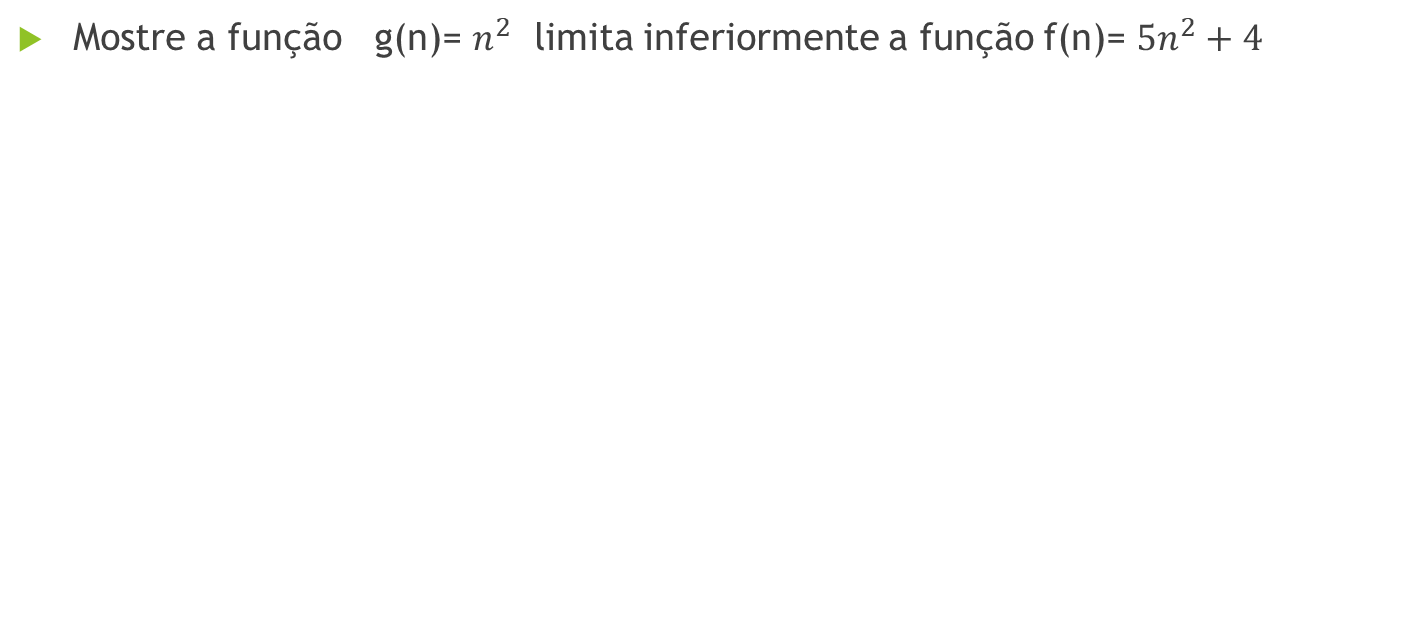 Mostre a função g(n)= n² limita inferiormente a função f(n)= 5n² + 4